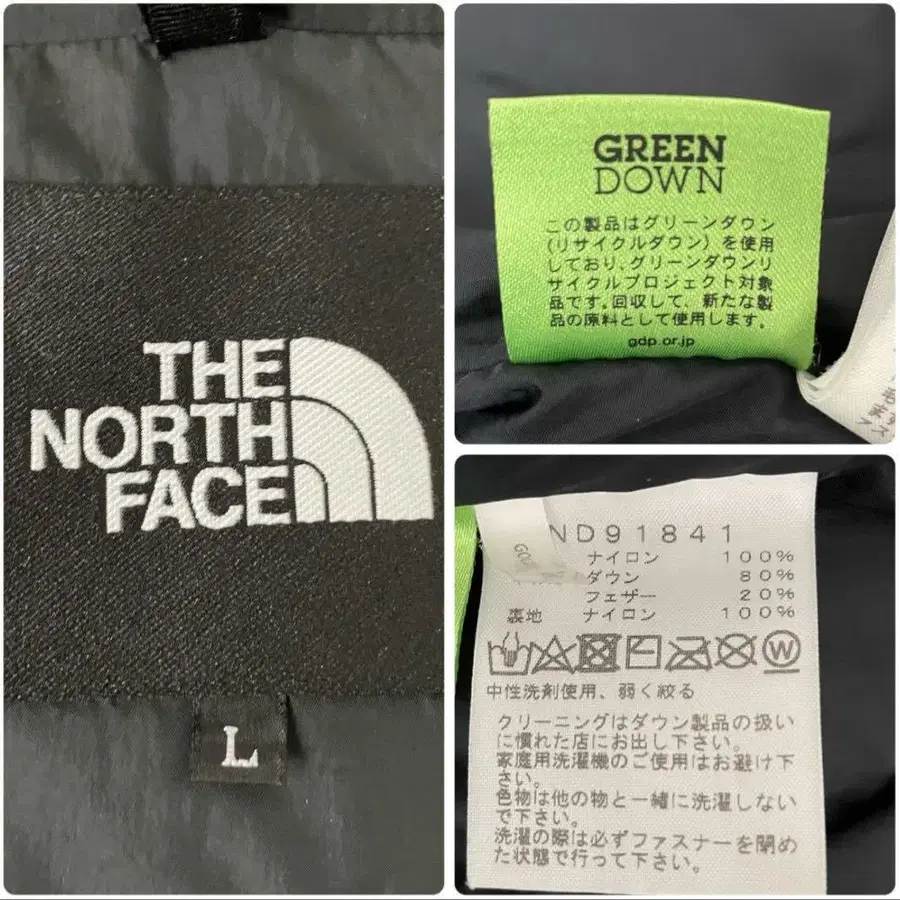 THE
NORTH
FACE
L
GREEN
DOWN
この製品はグリーンダウン
(リサイクルダウン)を使用
しており、グリーンダウンリ
サイクルプロジェクト対象
品です。回収して、新たな製
品の原料として使用します。
gdp.or.jp
ND91841
ナイロン 100%
ダウン 80%
フェザー 20%
裏地 ナイロン 100%
W
中性洗剤使用、弱く絞る
クリーニングはダウン製品の扱い
に慣れた店にお出し下さい。
家庭用洗濯機のご使用はお避け下
さい。
色物は他の物と一緒に洗濯しない
で下さい。
洗濯の際は必ずファスナーを閉め
た状態で行って下さい。